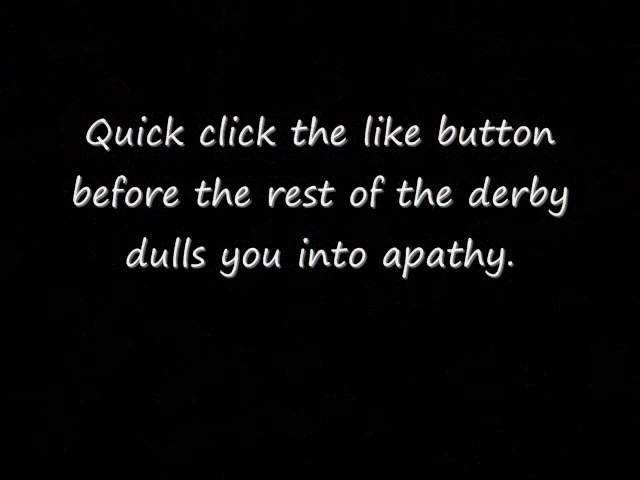 Quick click the like button
before the rest of the derby
dulls you into apathy.